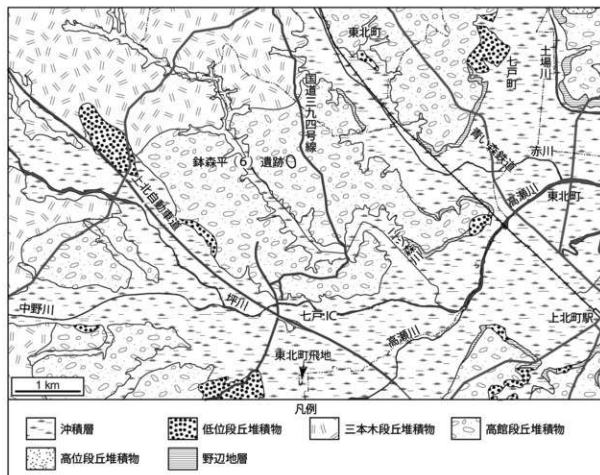 東北町
七戸町
土場川
国道三九四号線
赤川
青い森鉄道
鉢森平(6)遺跡
高瀬川
東北町
上北自動車道
坪川
中野川
七戸IC
上北町駅
高瀬川
東北町飛地
1 km
凡例
沖積層
低位段丘堆積物
三本木段丘堆積物
高館段丘堆積物
高位段丘堆積物
野辺地層